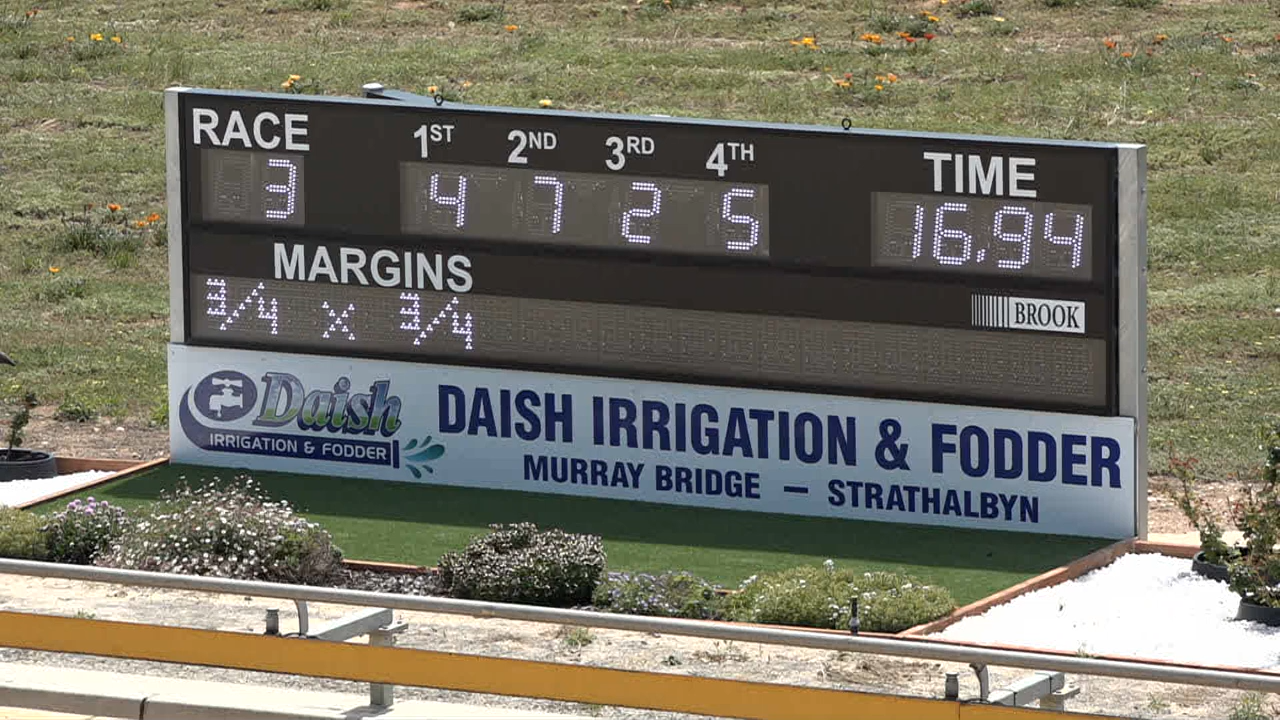 RACE 1ST 2ND 3RD 4TH TIME
3 4 7 2 5 16.94
MARGINS
BROOK
3/4 x 3/4
Daish
IRRIGATION & FODDER
DAISH IRRIGATION & FODDER
MURRAY BRIDGE – STRATHALBYN